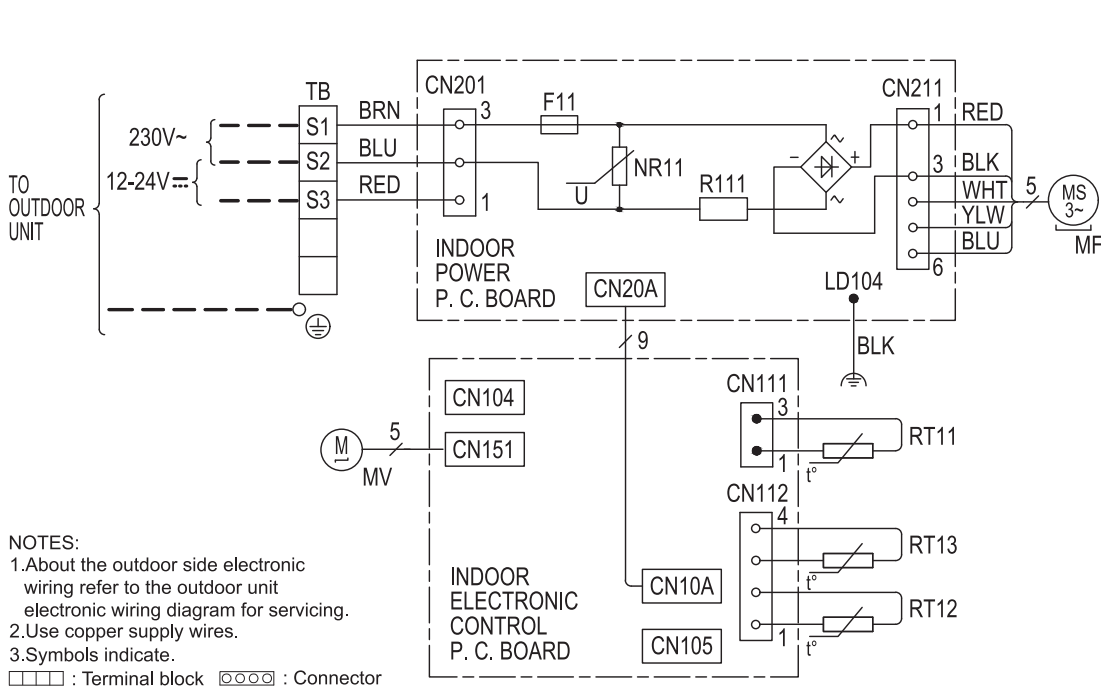 TO
OUTDOOR
UNIT
230V~
12-24V
TB
S1
S2
S3
BRN
BLU
RED
CN201
3
1
F11
NR11
U
R111
~
~
−
+
CN211
1
3
6
RED
BLK
WHT
YLW
BLU
5
MS
3~
MF
INDOOR
POWER
P. C. BOARD
CN20A
9
LD104
BLK
CN104
CN151
M
5
MV
CN111
3
1
t°
RT11
CN112
4
1
t°
RT13
t°
RT12
INDOOR
ELECTRONIC
CONTROL
P. C. BOARD
CN10A
CN105
NOTES:
1.About the outdoor side electronic
wiring refer to the outdoor unit
electronic wiring diagram for servicing.
2.Use copper supply wires.
3.Symbols indicate.
: Terminal block : Connector